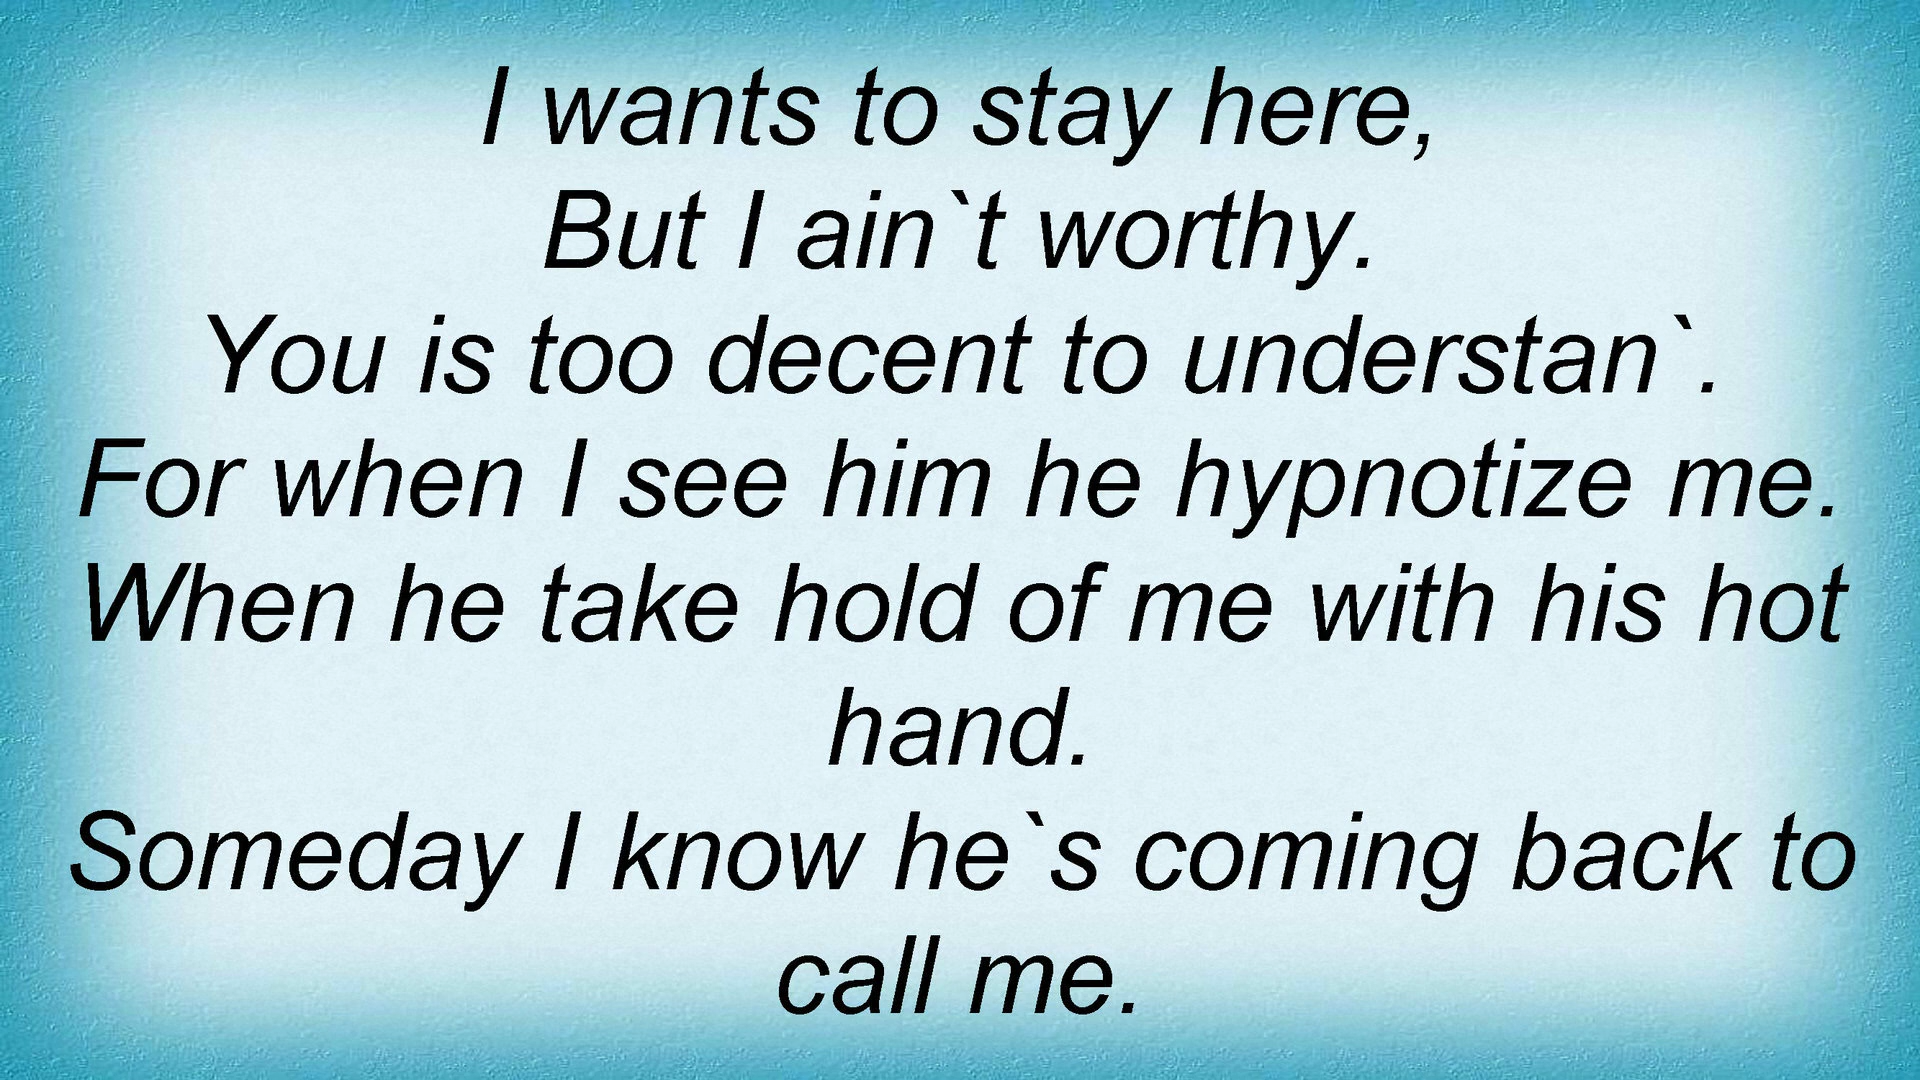 I wants to stay here,
But I ain`t worthy.
You is too decent to understan`.
For when I see him he hypnotize me.
When he take hold of me with his hot
hand.
Someday I know he`s coming back to
call me.